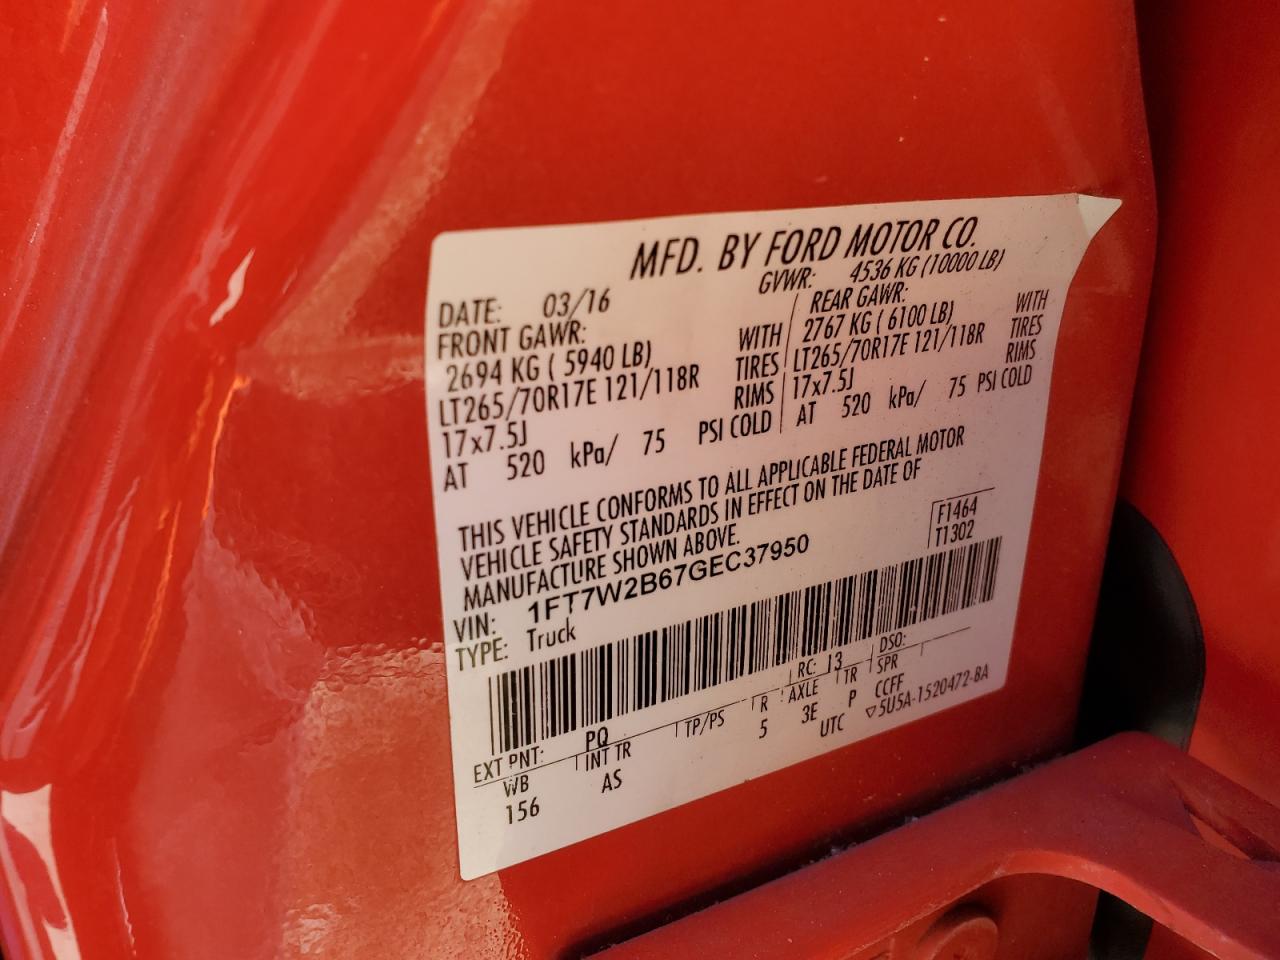 MFD. BY FORD MOTOR CO.
DATE: 03/16 GVWR: 4536 KG (10000 LB)
FRONT GAWR: REAR GAWR:
2694 KG ( 5940 LB) WITH 2767 KG ( 6100 LB) WITH
LT265/70R17E 121/118R TIRES LT265/70R17E 121/118R TIRES
17x7.5J RIMS 17x7.5J RIMS
AT 520 kPa/ 75 PSI COLD AT 520 kPa/ 75 PSI COLD
THIS VEHICLE CONFORMS TO ALL APPLICABLE FEDERAL MOTOR
VEHICLE SAFETY STANDARDS IN EFFECT ON THE DATE OF
MANUFACTURE SHOWN ABOVE.
F1464
T1302
VIN: 1FT7W2B67GEC37950
TYPE: Truck
EXT PNT: PQ RC: 13 DSO:
WB INT TR TP/PS R AXLE TR SPR
156 AS 5 3E P CCFF
UTC ▽5U5A-1520472-BA